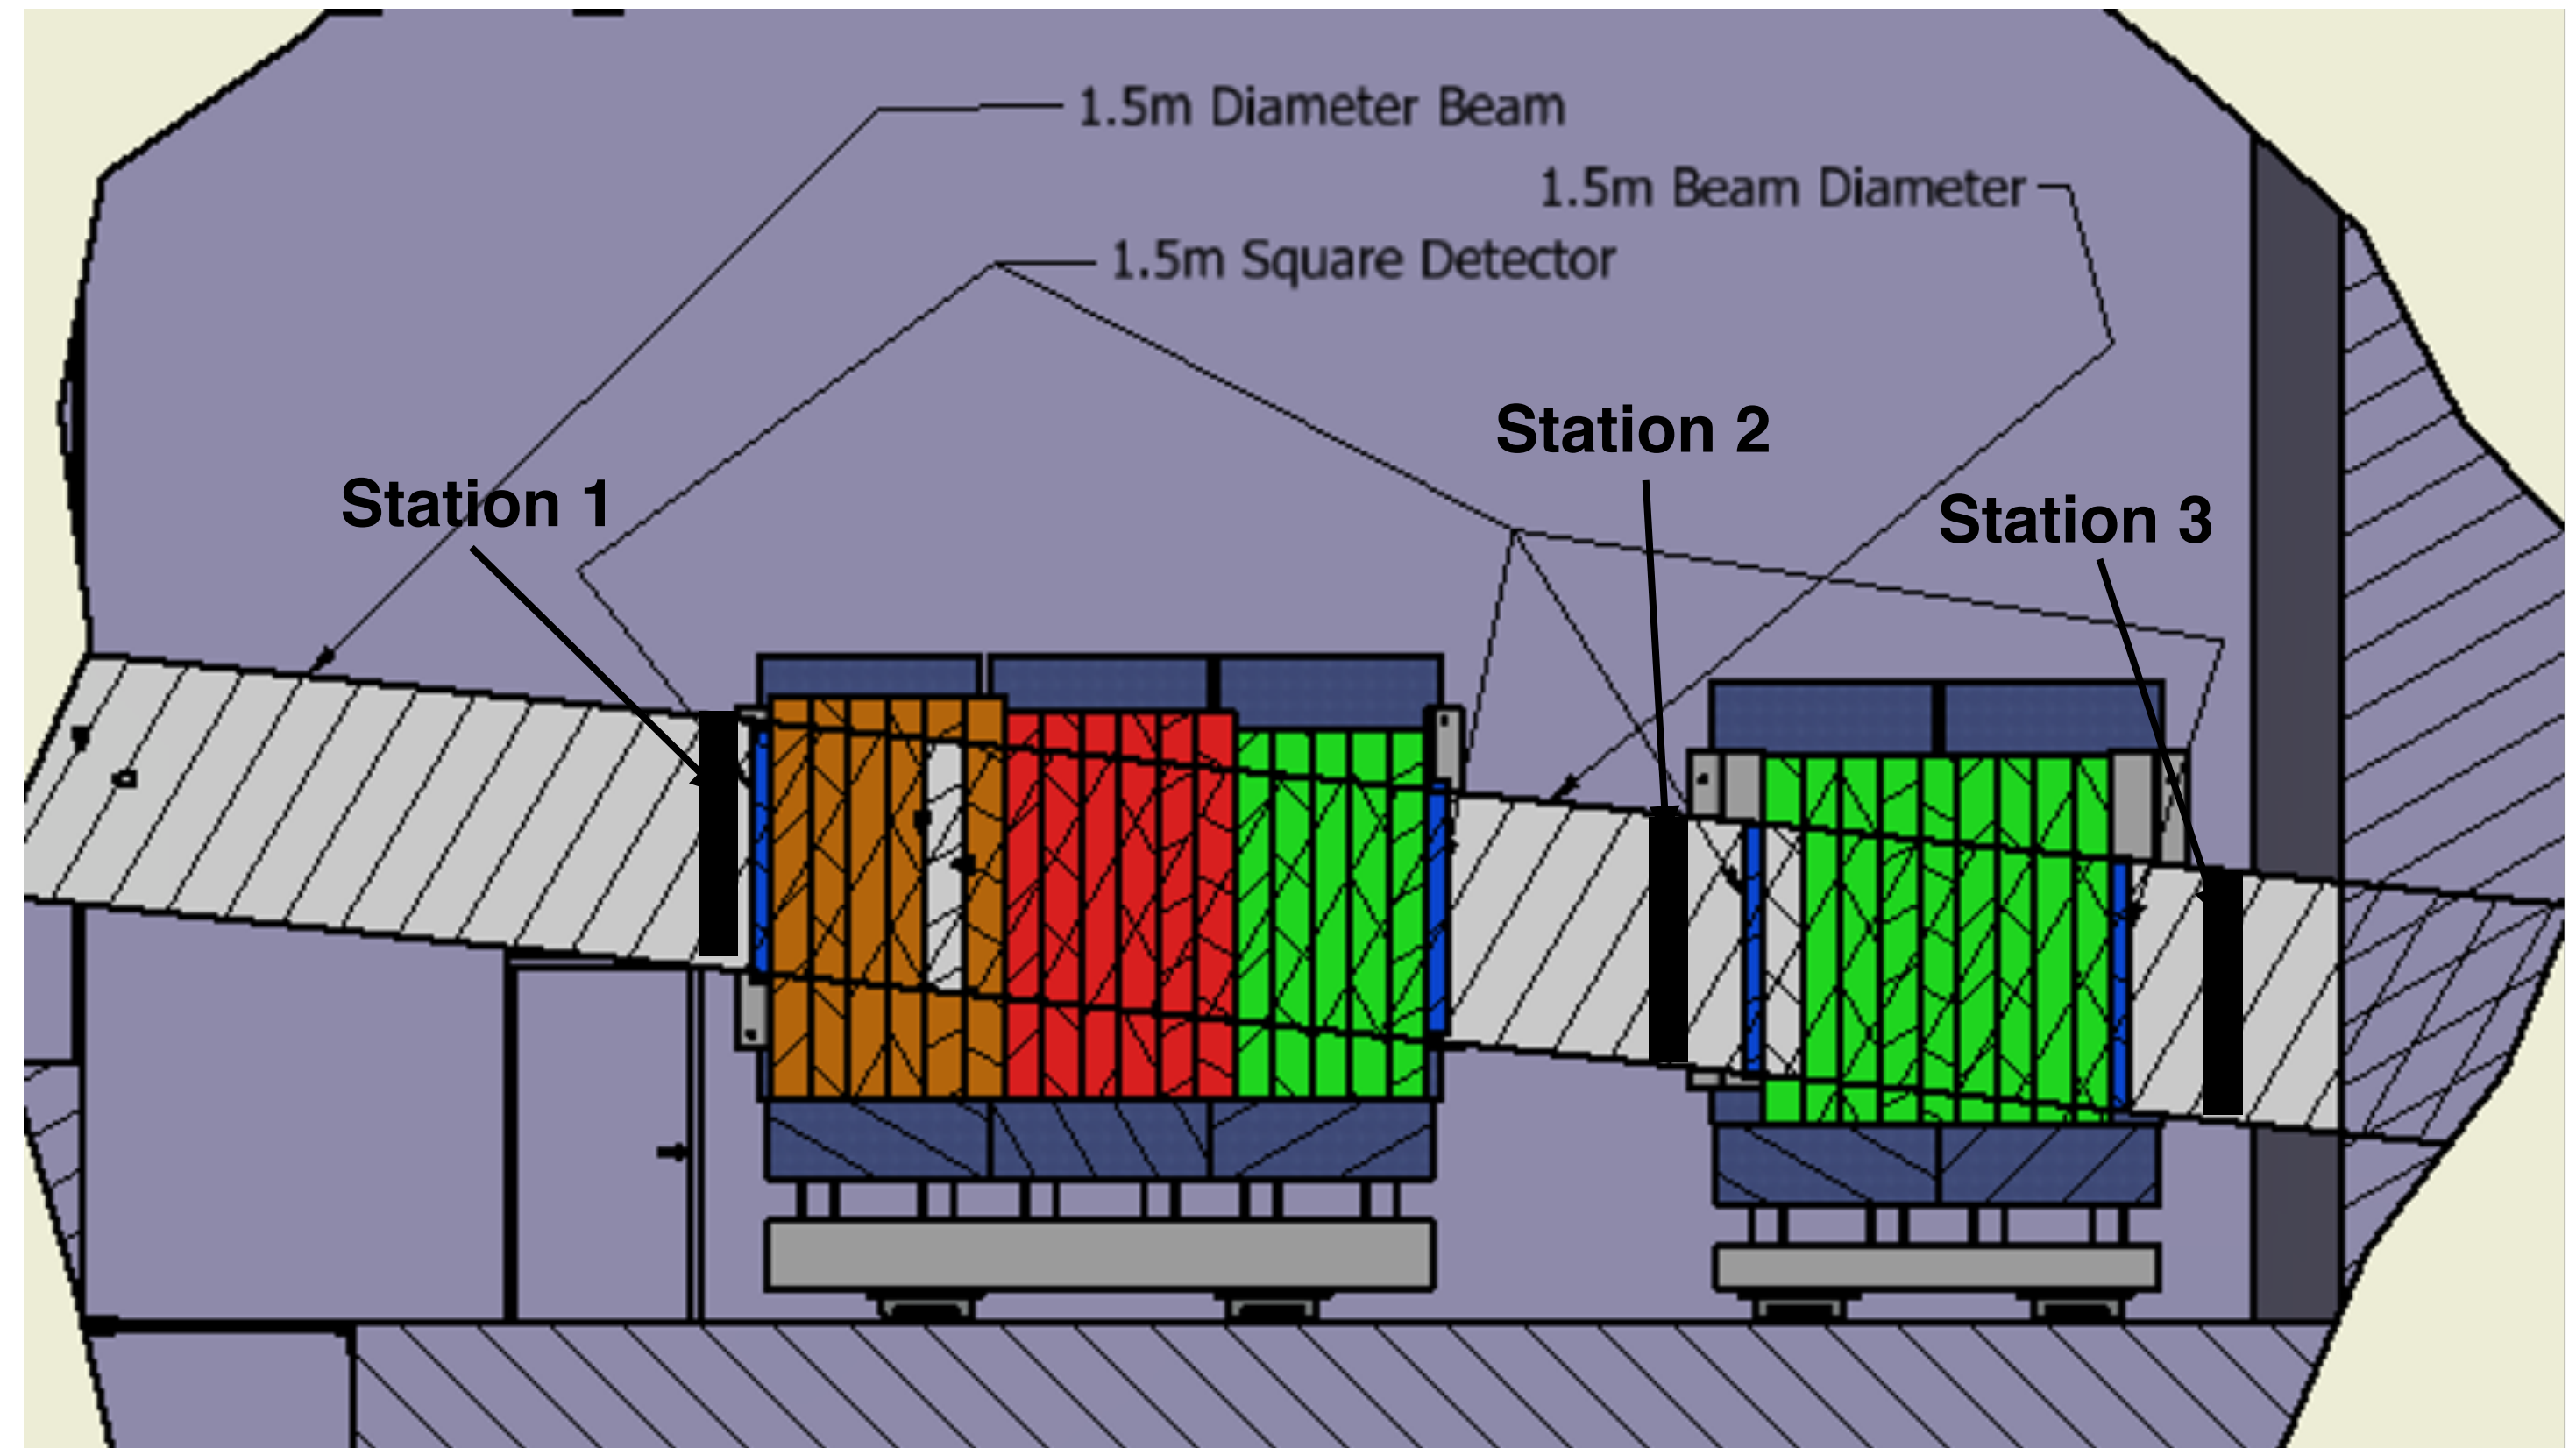 1.5m Diameter Beam
1.5m Beam Diameter
1.5m Square Detector
Station 2
Station 1
Station 3